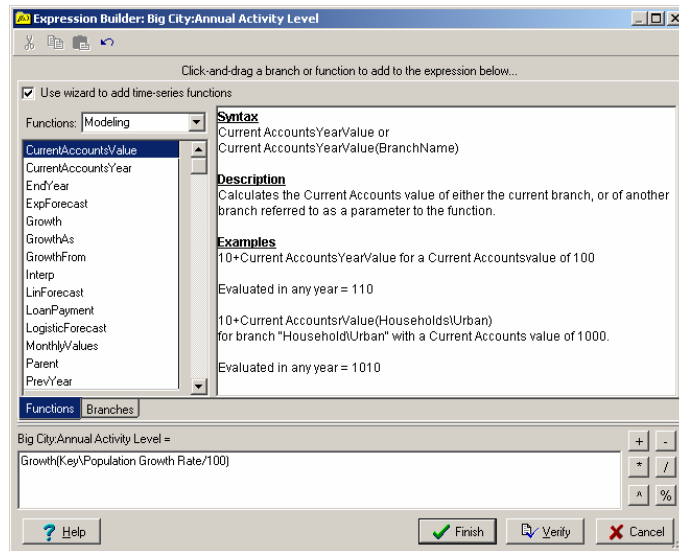 Expression Builder: Big City:Annual Activity Level
Click-and-drag a branch or function to add to the expression below...
Use wizard to add time-series functions
Functions: Modeling
CurrentAccountsValue
CurrentAccountsYear
EndYear
ExpForecast
Growth
GrowthAs
GrowthFrom
Interp
LinForecast
LoanPayment
LogisticForecast
MonthlyValues
Parent
PrevYear
Syntax
Current AccountsYearValue or
Current AccountsYearValue(BranchName)
Description
Calculates the Current Accounts value of either the current branch, or of another
branch referred to as a parameter to the function.
Examples
10+Current AccountsYearValue for a Current Accountsvalue of 100
Evaluated in any year = 110
10+Current AccountsrValue(Households\Urban)
for branch "Household\Urban" with a Current Accounts value of 1000.
Evaluated in any year = 1010
Functions Branches
Big City:Annual Activity Level =
Growth(Key\Population Growth Rate/100)
+ -
* /
^ %
? Help Finish Verify Cancel